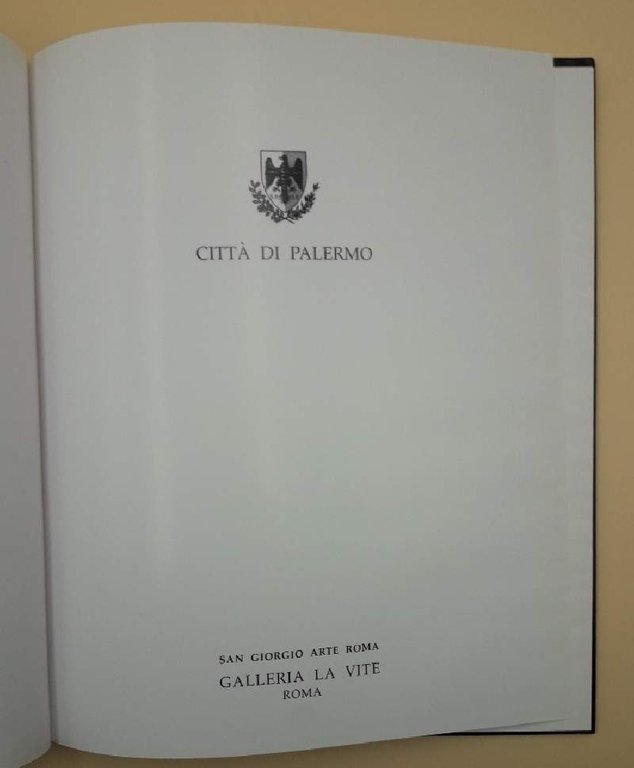 CITTÀ DI PALERMO
SAN GIORGIO ARTE ROMA
GALLERIA LA VITE
ROMA